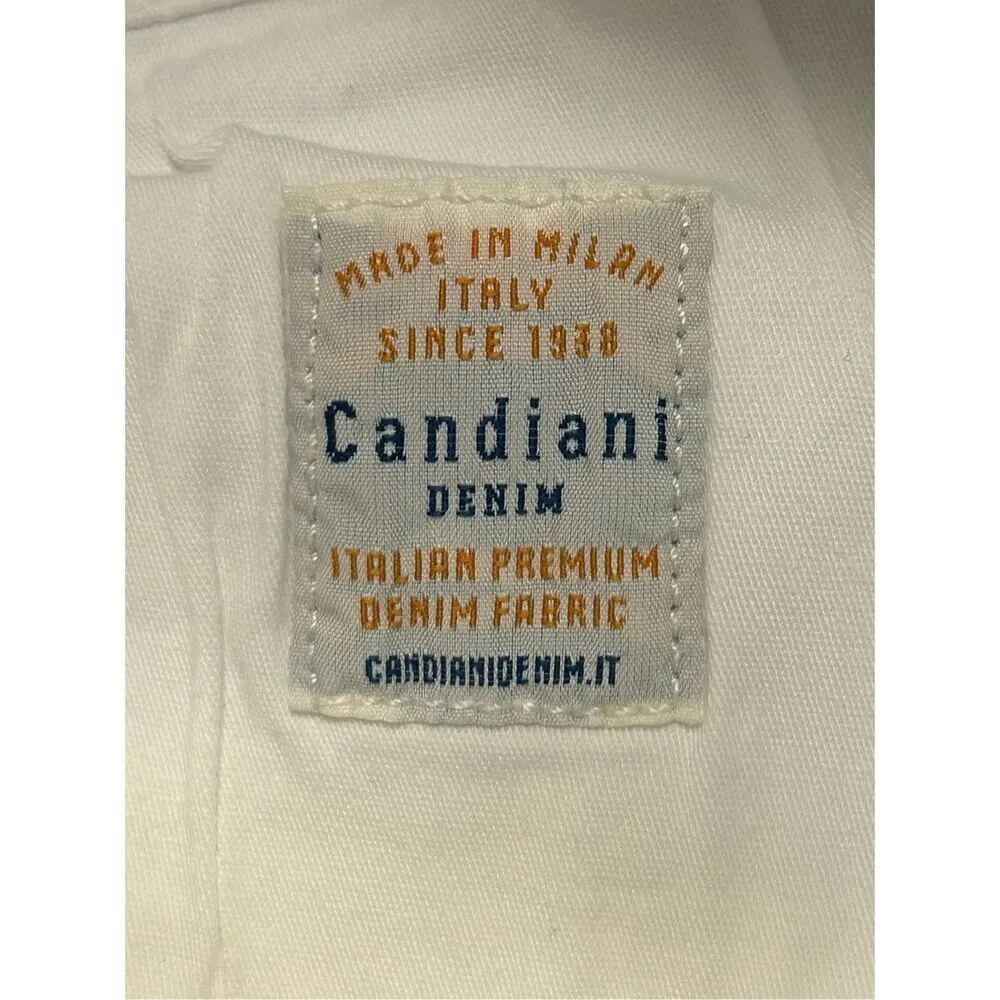 MADE IN MILAN
ITALY
SINCE 1938
Candiani
DENIM
ITALIAN PREMIUM
DENIM FABRIC
CANDIANIDENIM.IT